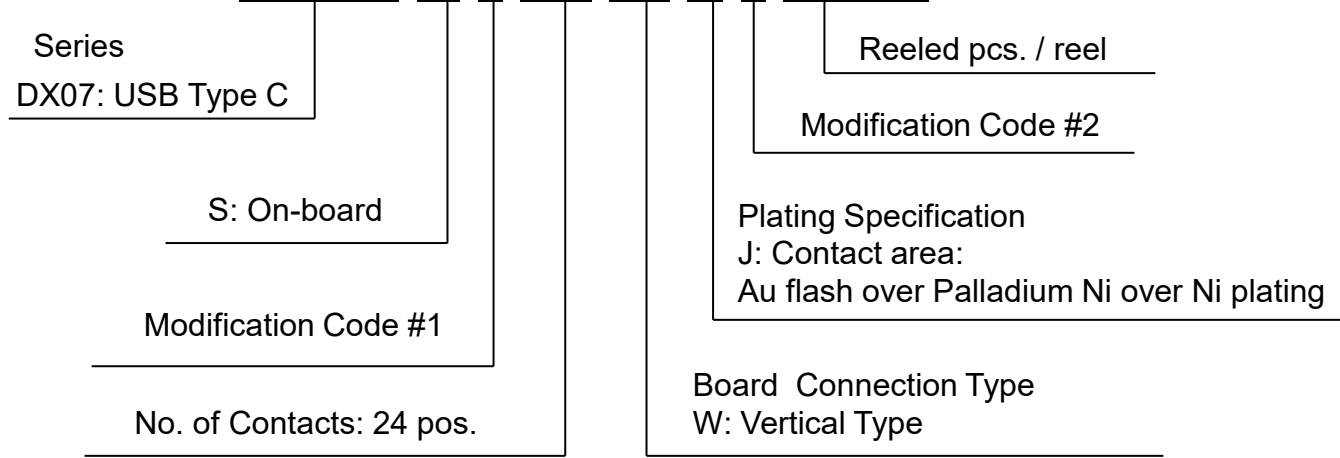 Series
DX07: USB Type C
Reeled pcs. / reel
Modification Code #2
S: On-board
Plating Specification
J: Contact area:
Au flash over Palladium Ni over Ni plating
Modification Code #1
Board Connection Type
W: Vertical Type
No. of Contacts: 24 pos.